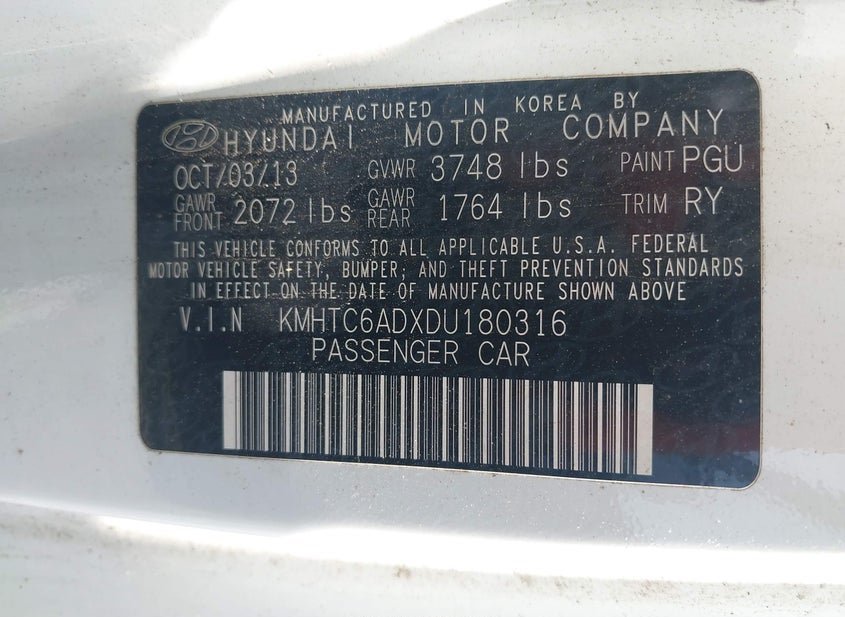 MANUFACTURED IN KOREA BY
HYUNDAI MOTOR COMPANY
OCT/03/13 GVWR 3748 lbs PAINT PGU
GAWR FRONT 2072 lbs GAWR REAR 1764 lbs TRIM RY
THIS VEHICLE CONFORMS TO ALL APPLICABLE U.S.A. FEDERAL
MOTOR VEHICLE SAFETY, BUMPER, AND THEFT PREVENTION STANDARDS
IN EFFECT ON THE DATE OF MANUFACTURE SHOWN ABOVE
V.I.N KMHTC6ADXDU180316
PASSENGER CAR